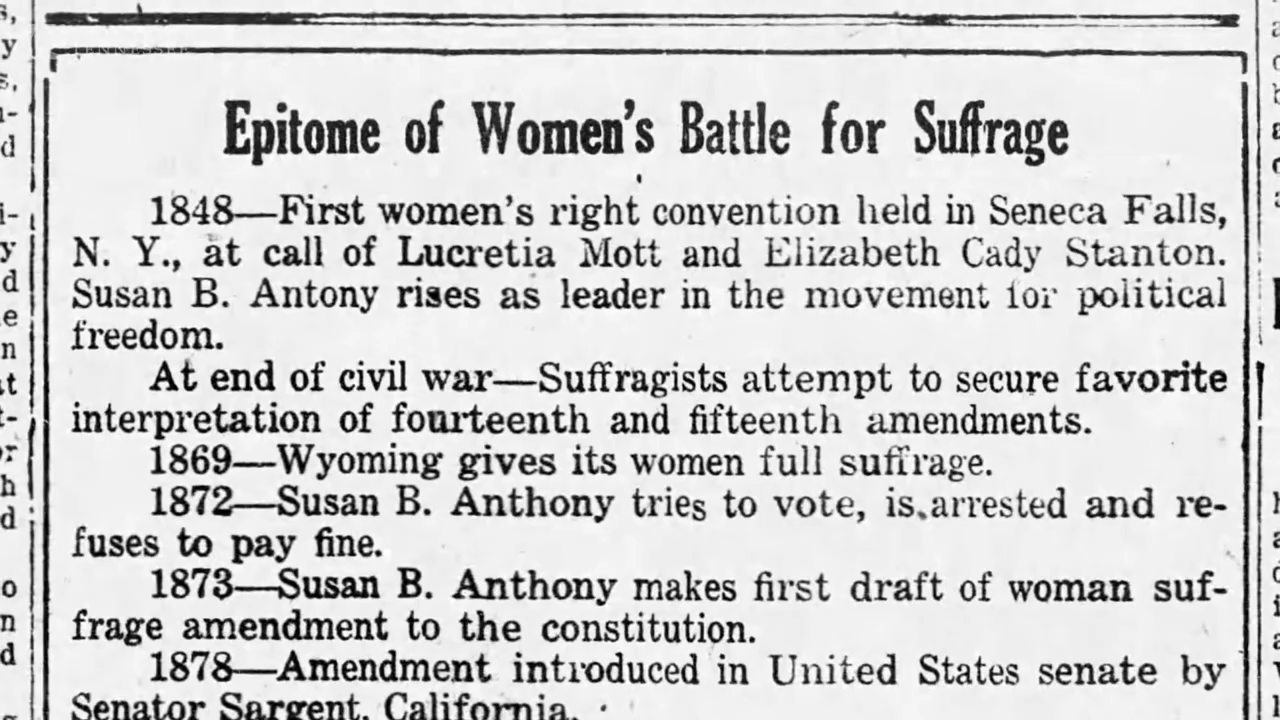 Epitome of Women's Battle for Suffrage
1848—First women's right convention held in Seneca Falls,
N. Y., at call of Lucretia Mott and Elizabeth Cady Stanton.
Susan B. Antony rises as leader in the movement for political
freedom.
At end of civil war—Suffragists attempt to secure favorite
interpretation of fourteenth and fifteenth amendments.
1869—Wyoming gives its women full suffrage.
1872—Susan B. Anthony tries to vote, is arrested and re-
fuses to pay fine.
1873—Susan B. Anthony makes first draft of woman suf-
frage amendment to the constitution.
1878—Amendment introduced in United States senate by
Senator Sargent, California.